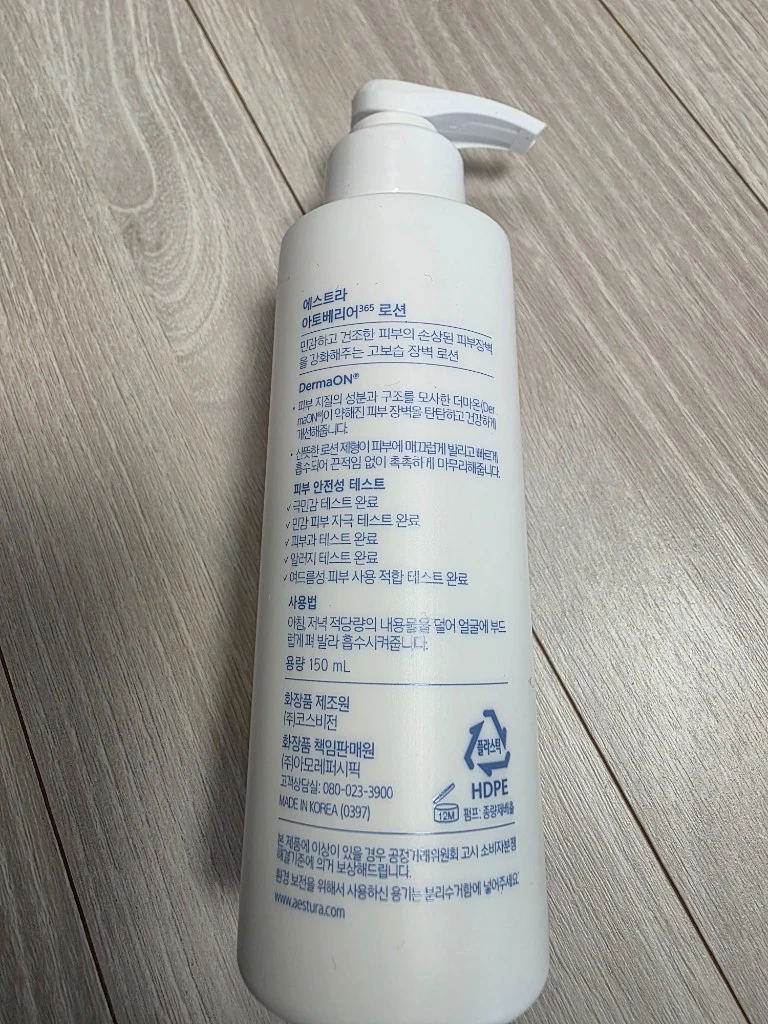 에스트라
아토베리어365 로션
민감하고 건조한 피부의 손상된 피부장벽
을 강화해주는 고보습 장벽 로션
DermaON®
• 피부 지질의 성분과 구조를 모사한 더마온(Der
maON®)이 약해진 피부 장벽을 탄탄하고 건강하게
개선해줍니다.
• 산뜻한 로션 제형이 피부에 매끄럽게 발리고 빠르게
흡수되어 끈적임 없이 촉촉하게 마무리해줍니다.
피부 안전성 테스트
✓극민감 테스트 완료
✓민감 피부 자극 테스트 완료
✓피부과 테스트 완료
✓알러지 테스트 완료
✓여드름성 피부 사용 적합 테스트 완료
사용법
아침, 저녁 적당량의 내용물을 덜어 얼굴에 부드
럽게 펴 발라 흡수시켜줍니다.
용량 150 mL
화장품 제조원
(주)코스비전
화장품 책임판매원
(주)아모레퍼시픽
고객상담실: 080-023-3900
MADE IN KOREA (0397)
플라스틱
HDPE
12M
펌프: 종량제배출
본 제품에 이상이 있을 경우 공정거래위원회 고시 소비자분쟁
해결기준에 의거 보상해드립니다.
환경 보전을 위해서 사용하신 용기는 분리수거함에 넣어주세요.
www.aestura.com